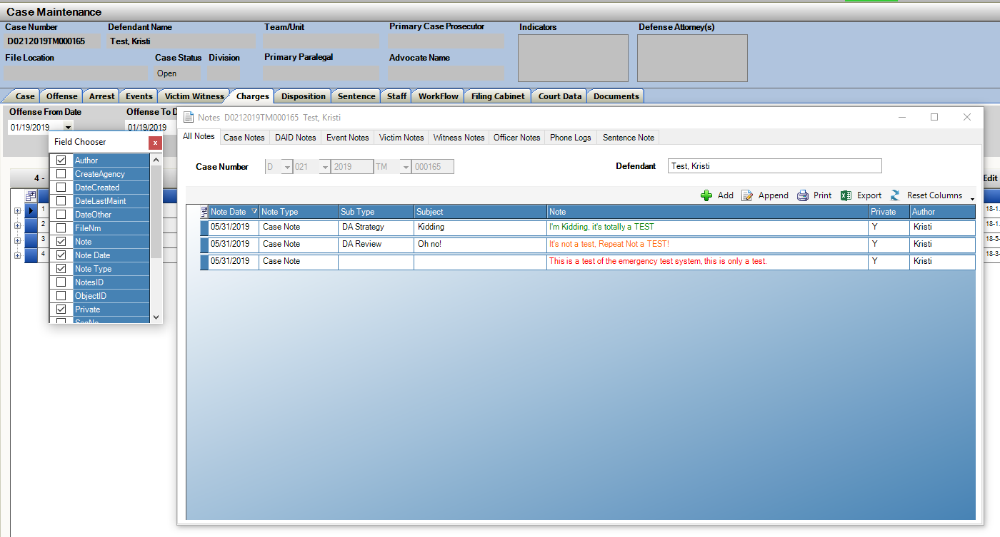 Case Maintenance
Case Number Defendant Name Team/Unit Primary Case Prosecutor Indicators Defense Attorney(s)
D0212019TM000165 Test, Kristi
File Location Case Status Division Primary Paralegal Advocate Name
Open
Case Offense Arrest Events Victim Witness Charges Disposition Sentence Staff WorkFlow Filing Cabinet Court Data Documents
Offense From Date Offense To D
01/19/2019 01/19/2019
4 -
1
2
3
4
Field Chooser
x
Author
CreateAgency
DateCreated
DateLastMaint
DateOther
FileNm
Note
Note Date
Note Type
NotesID
ObjectID
Private
Notes D0212019TM000165 Test, Kristi
All Notes Case Notes DAID Notes Event Notes Victim Notes Witness Notes Officer Notes Phone Logs Sentence Note
Case Number D 021 2019 TM 000165 Defendant Test, Kristi
Add Append Print Export Reset Columns
Note Date Note Type Sub Type Subject Note Private Author
05/31/2019 Case Note DA Strategy Kidding I'm Kidding, it's totally a TEST Y Kristi
05/31/2019 Case Note DA Review Oh no! It's not a test, Repeat Not a TEST! Y Kristi
05/31/2019 Case Note This is a test of the emergency test system, this is only a test. Y Kristi
Edit
18-1.
18-1.
18-5-
18-3-